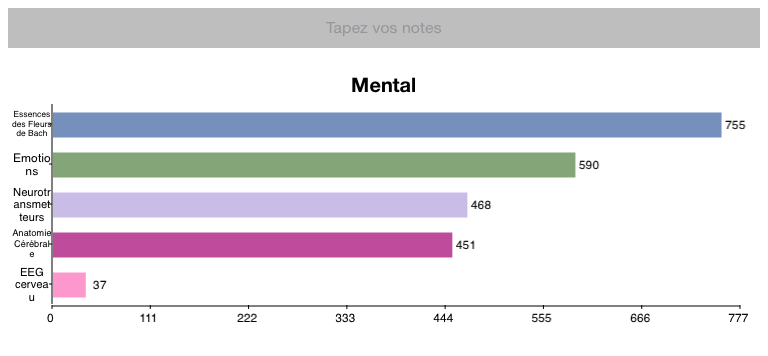 Tapez vos notes
Mental
Essences
des Fleurs
de Bach
755
Emotio
ns
590
Neurotr
ansmet
teurs
468
Anatomie
Cérébral
e
451
EEG
cervea
u
37
0 111 222 333 444 555 666 777